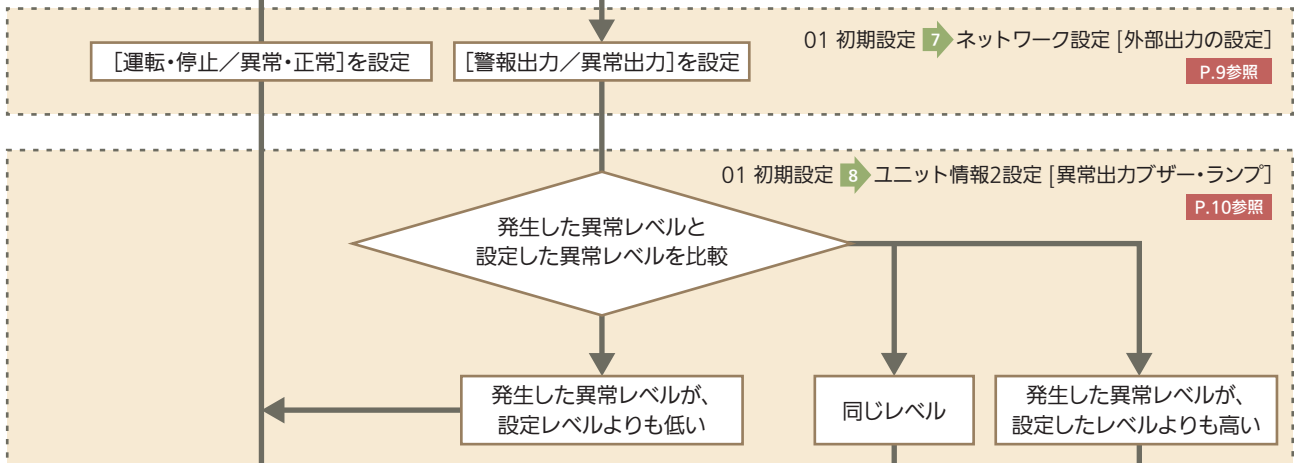 01 初期設定 7 ネットワーク設定 [外部出力の設定]
P.9参照
[運転・停止／異常・正常]を設定
[警報出力／異常出力]を設定
01 初期設定 8 ユニット情報2設定 [異常出力ブザー・ランプ]
P.10参照
発生した異常レベルと
設定した異常レベルを比較
発生した異常レベルが、
設定レベルよりも低い
同じレベル
発生した異常レベルが、
設定したレベルよりも高い